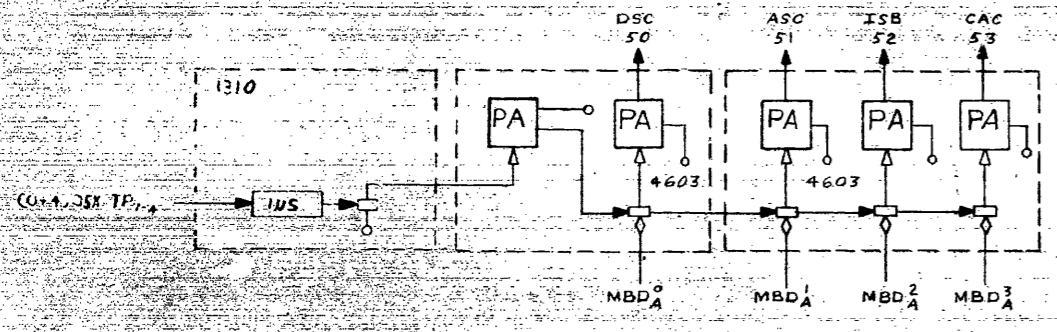 DSC ASC ISB CAC
50 51 52 53
1310
PA PA PA PA PA
4603 4603
1US
MBD⁰A MBD¹A MBD²A MBD³A